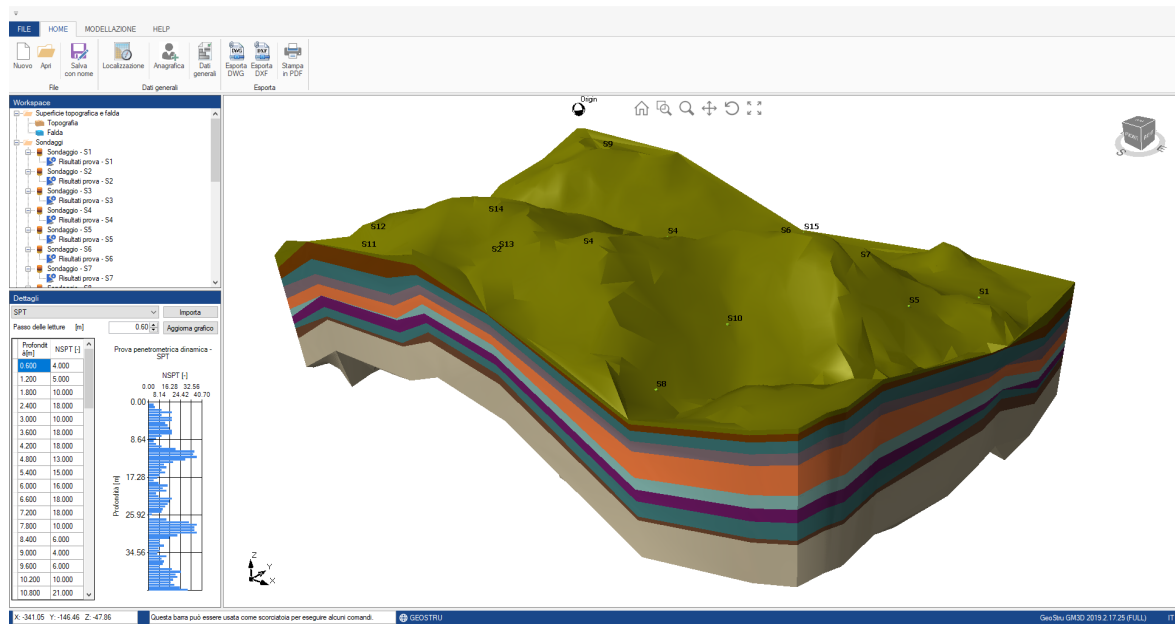 FILE HOME MODELLAZIONE HELP
Nuovo Apri Salva con nome Localizzazione Anagrafica Dati generali Esporta DWG Esporta DXF Stampa in PDF
File Dati generali Esporta
Workspace
Superficie topografica e falda
Topografia
Falda
Sondaggi
Sondaggio - S1
Risultati prova - S1
Sondaggio - S2
Risultati prova - S2
Sondaggio - S3
Risultati prova - S3
Sondaggio - S4
Risultati prova - S4
Sondaggio - S5
Risultati prova - S5
Sondaggio - S6
Risultati prova - S6
Sondaggio - S7
Risultati prova - S7
Dettagli
SPT Importa
Passo delle letture [m] 0.60 Aggiorna grafico
Profondità[m] NSPT [-]
0.600 4.000
1.200 5.000
1.800 10.000
2.400 18.000
3.000 10.000
3.600 18.000
4.200 18.000
4.800 13.000
5.400 15.000
6.000 16.000
6.600 18.000
7.200 18.000
7.800 10.000
8.400 6.000
9.000 4.000
9.600 6.000
10.200 10.000
10.800 21.000
Prova penetrometrica dinamica -
SPT
NSPT [-]
0.00 16.28 32.56
8.14 24.42 40.70
0.00
8.64
17.28
25.92
34.56
Profondità [m]
Origin
S9
S14
S12
S11
S13
S2
S4
S4
S6
S15
S7
S1
S5
S10
S8
Z
Y
X
S
E
X: -341.05 Y: -146.46 Z: -47.86
Questa barra può essere usata come scorciatoia per eseguire alcuni comandi.
GEOSTRU
GeoStru GM3D 2019.2.17.25 (FULL)
IT